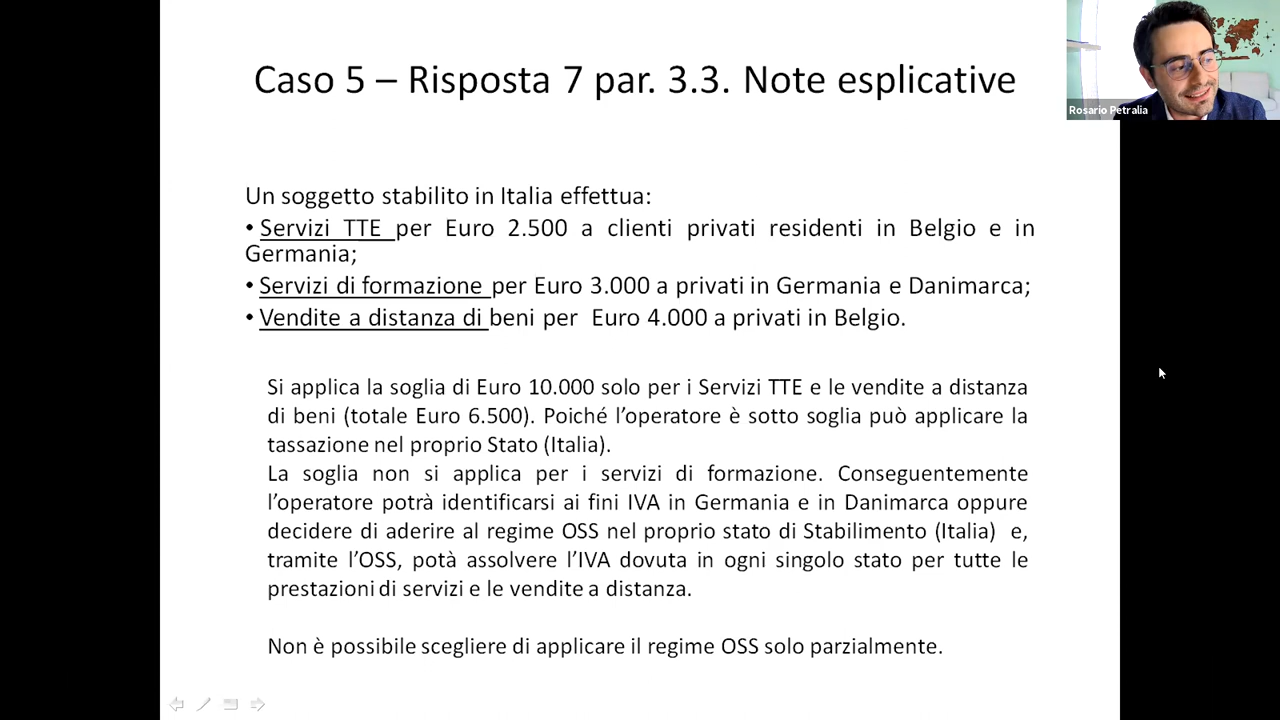 Caso 5 – Risposta 7 par. 3.3. Note esplicative
Rosario Petralia
Un soggetto stabilito in Italia effettua:
• Servizi TTE per Euro 2.500 a clienti privati residenti in Belgio e in
Germania;
• Servizi di formazione per Euro 3.000 a privati in Germania e Danimarca;
• Vendite a distanza di beni per Euro 4.000 a privati in Belgio.
Si applica la soglia di Euro 10.000 solo per i Servizi TTE e le vendite a distanza
di beni (totale Euro 6.500). Poiché l’operatore è sotto soglia può applicare la
tassazione nel proprio Stato (Italia).
La soglia non si applica per i servizi di formazione. Conseguentemente
l’operatore potrà identificarsi ai fini IVA in Germania e in Danimarca oppure
decidere di aderire al regime OSS nel proprio stato di Stabilimento (Italia) e,
tramite l’OSS, potà assolvere l’IVA dovuta in ogni singolo stato per tutte le
prestazioni di servizi e le vendite a distanza.
Non è possibile scegliere di applicare il regime OSS solo parzialmente.